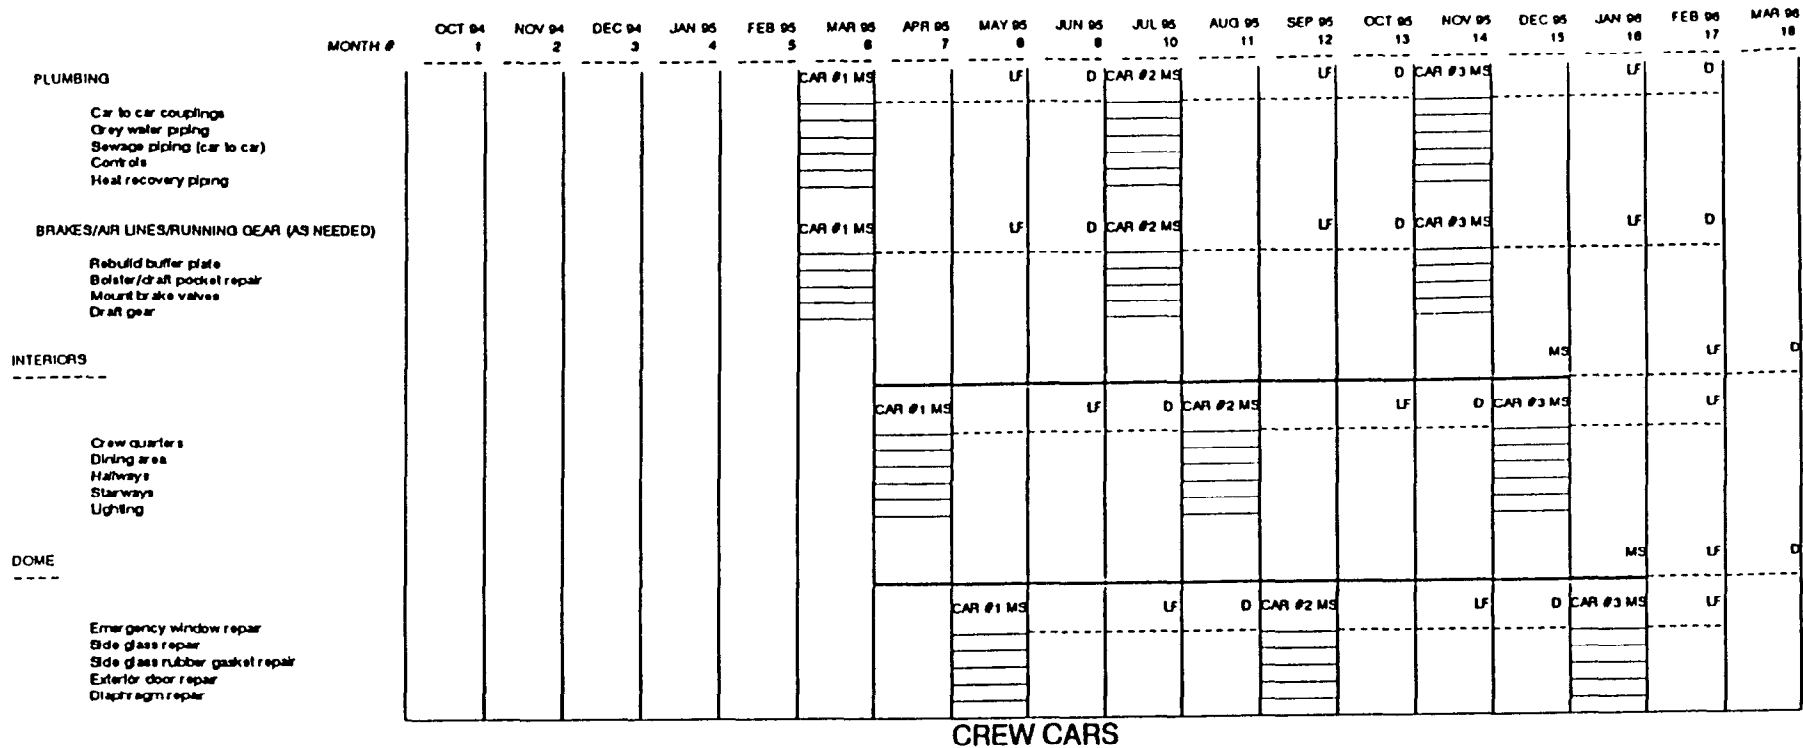 OCT 94 NOV 94 DEC 94 JAN 95 FEB 95 MAR 95 APR 95 MAY 95 JUN 95 JUL 95 AUG 95 SEP 95 OCT 95 NOV 95 DEC 95 JAN 96 FEB 96 MAR 96
MONTH # 1 2 3 4 5 6 7 8 9 10 11 12 13 14 15 16 17 18
PLUMBING CAR #1 MS LF D CAR #2 MS LF D CAR #3 MS LF D
Car to car couplings
Grey water piping
Sewage piping (car to car)
Controls
Heat recovery piping
BRAKES/AIR LINES/RUNNING GEAR (AS NEEDED) CAR #1 MS LF D CAR #2 MS LF D CAR #3 MS LF D
Rebuild buffer plate
Bolster/draft pocket repair
Mount brake valves
Draft gear
INTERIORS MS LF D
CAR #1 MS LF D CAR #2 MS LF D CAR #3 MS LF
Crew quarters
Dining area
Hallways
Stairways
Lighting
DOME MS LF D
CAR #1 MS LF D CAR #2 MS LF D CAR #3 MS LF
Emergency window repair
Side glass repair
Side glass rubber gasket repair
Exterior door repair
Diaphragm repair
CREW CARS